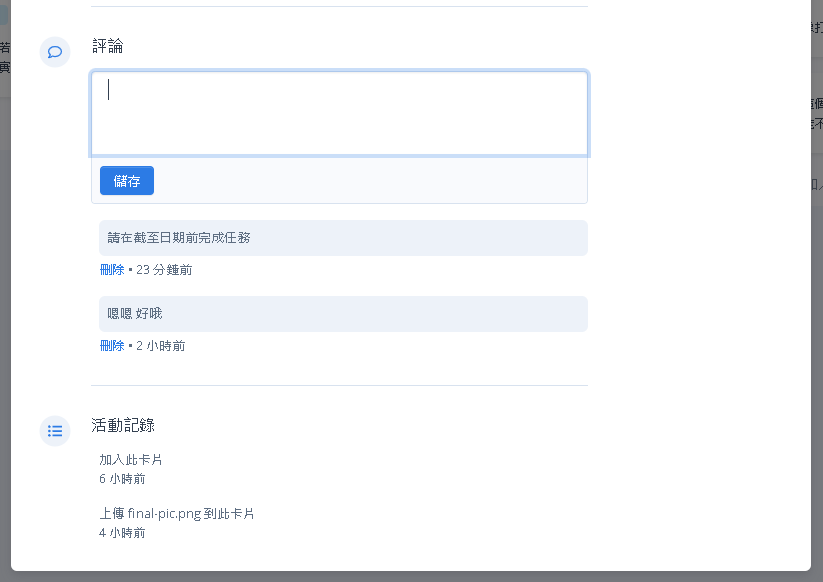 評論
儲存
請在截至日期前完成任務
刪除 • 23 分鐘前
嗯嗯 好哦
刪除 • 2 小時前
活動記錄
加入此卡片
6 小時前
上傳 final-pic.png 到此卡片
4 小時前